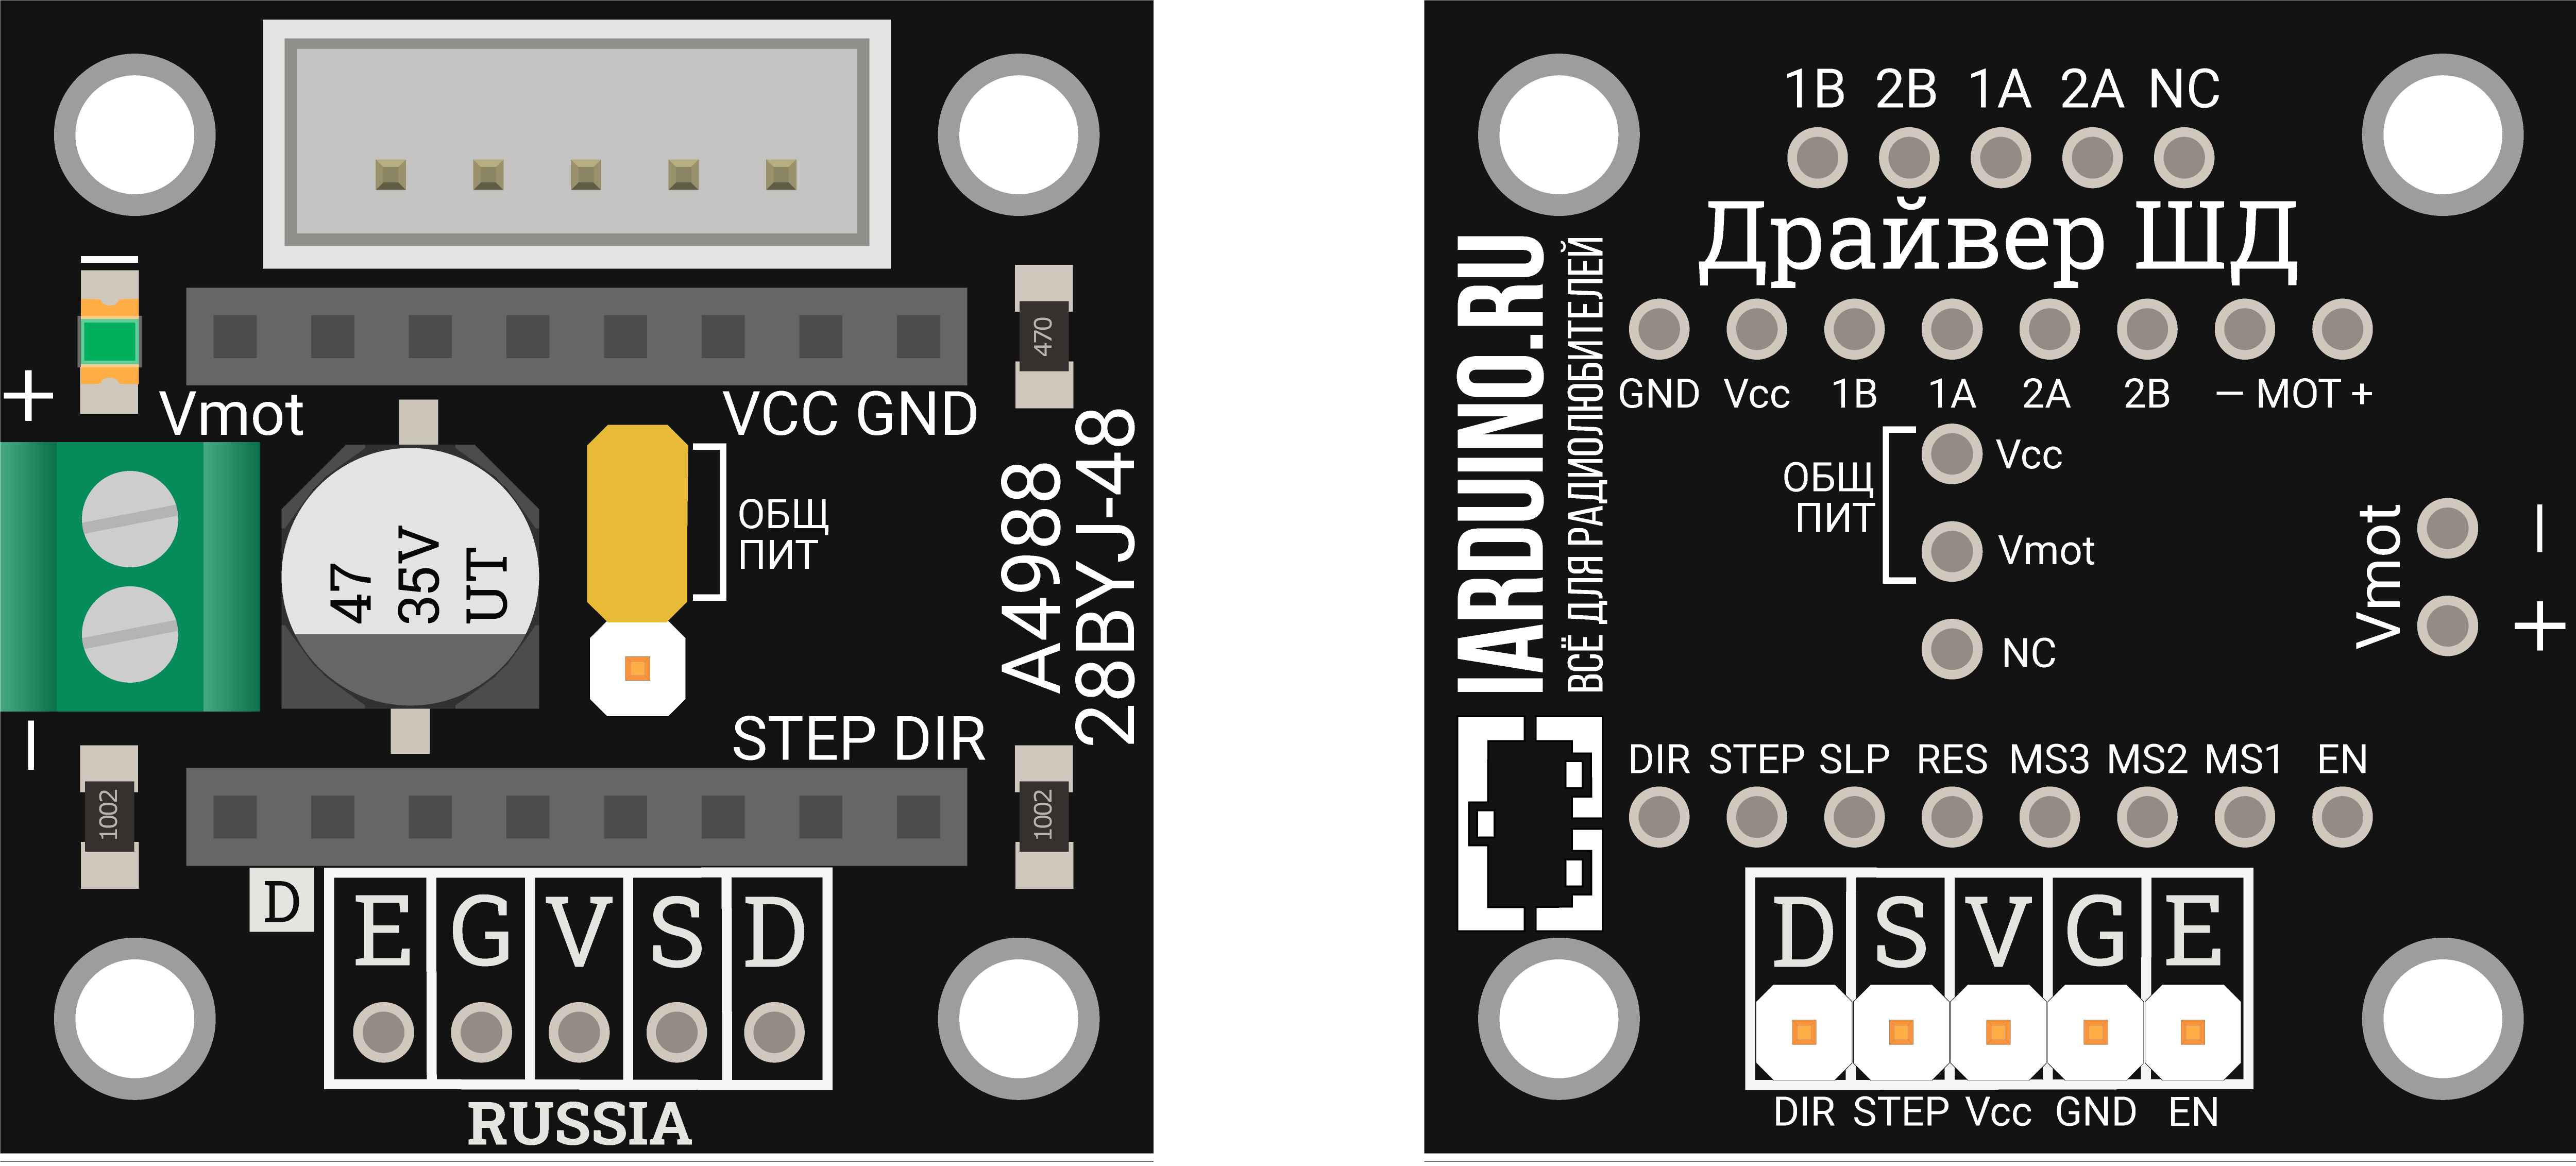 +
Vmot
VCC GND
470
ОБЩ
ПИТ
47
35V
UT
A4988
28BYJ-48
STEP DIR
–
1002
1002
D
E G V S D
RUSSIA
1B 2B 1A 2A NC
Драйвер ШД
IARDUINO.RU
ВСЁ ДЛЯ РАДИОЛЮБИТЕЛЕЙ
GND Vcc 1B 1A 2A 2B – MOT +
ОБЩ
ПИТ
Vcc
Vmot
NC
Vmot
–
+
DIR STEP SLP RES MS3 MS2 MS1 EN
D S V G E
DIR STEP Vcc GND EN